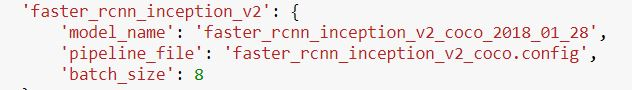 'faster_rcnn_inception_v2': {
'model_name': 'faster_rcnn_inception_v2_coco_2018_01_28',
'pipeline_file': 'faster_rcnn_inception_v2_coco.config',
'batch_size': 8